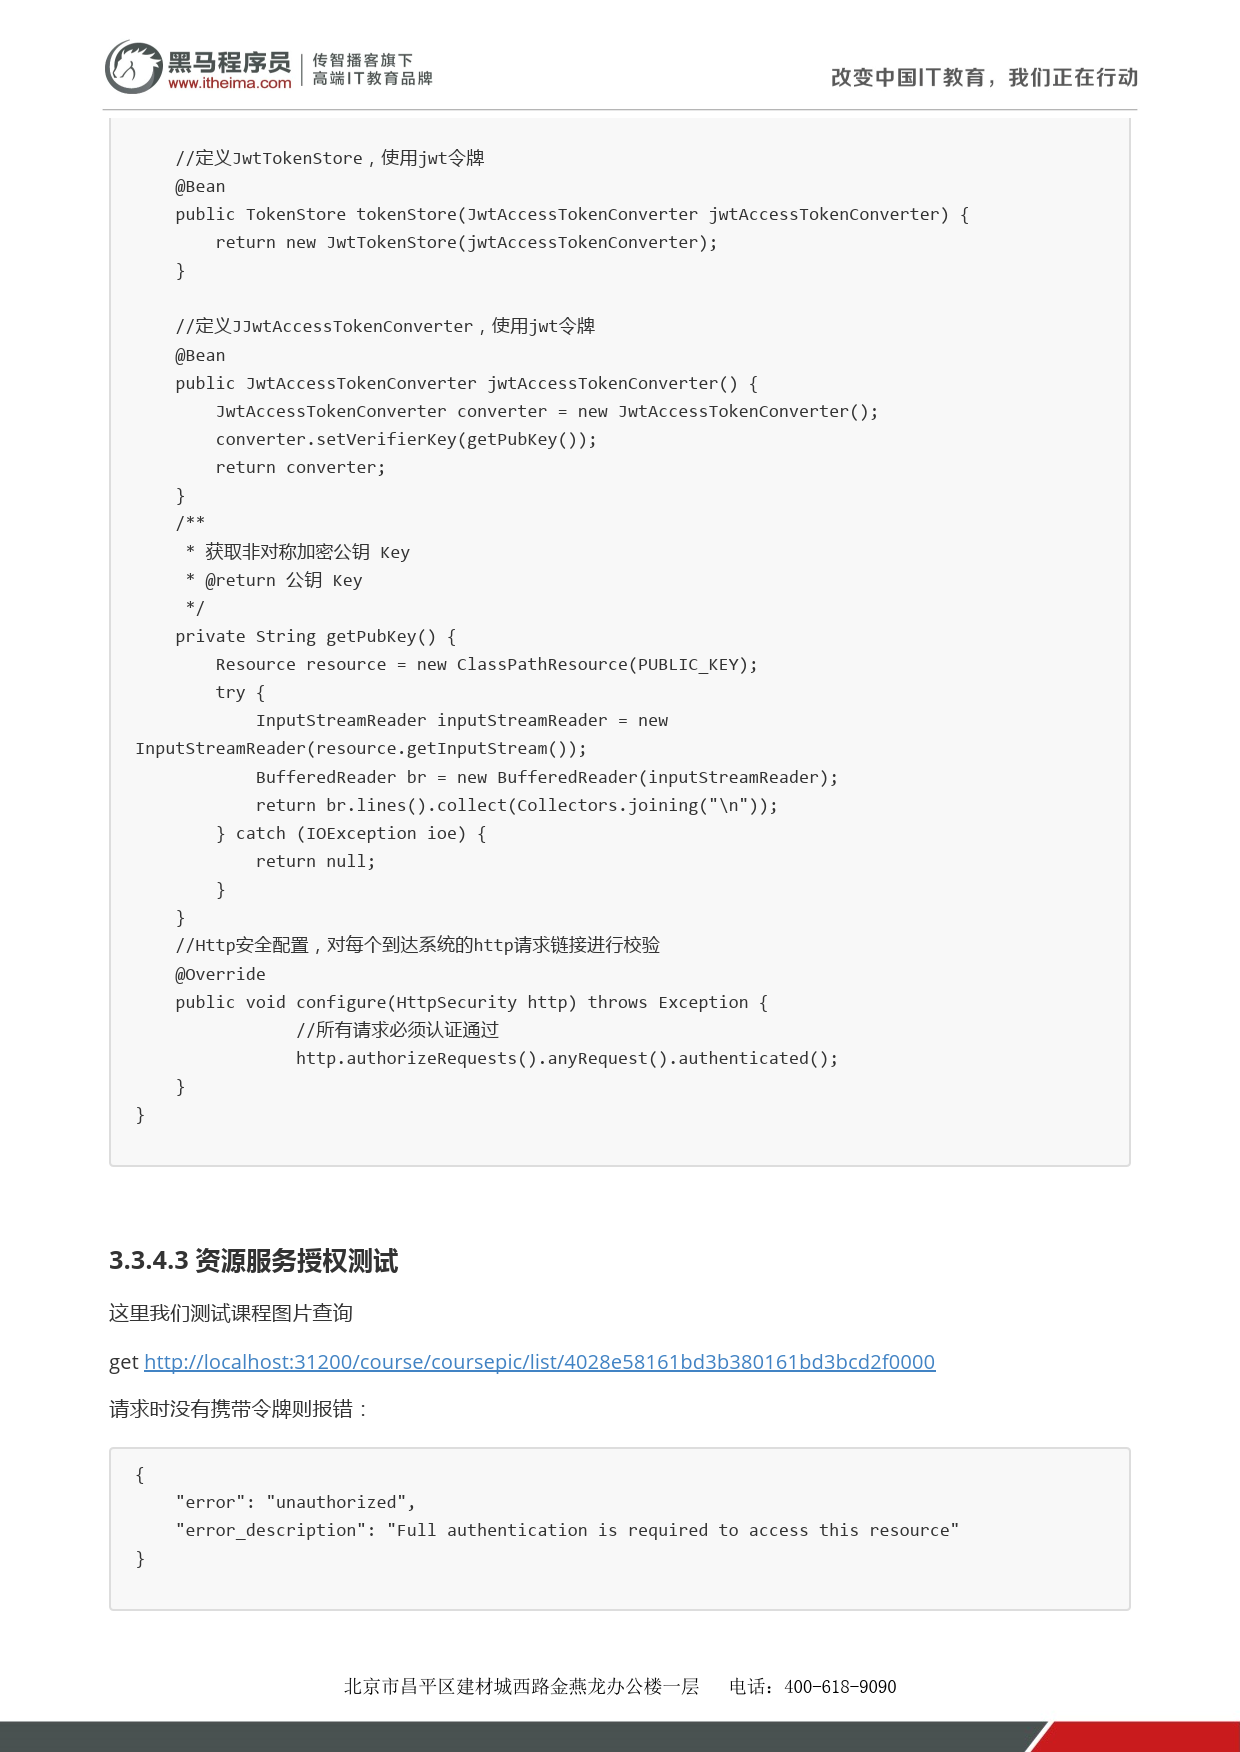 黑马程序员
www.itheima.com
传智播客旗下
高端IT教育品牌
改变中国IT教育，我们正在行动
    //定义JwtTokenStore，使用jwt令牌
    @Bean
    public TokenStore tokenStore(JwtAccessTokenConverter jwtAccessTokenConverter) {
        return new JwtTokenStore(jwtAccessTokenConverter);
    }
    //定义JJwtAccessTokenConverter，使用jwt令牌
    @Bean
    public JwtAccessTokenConverter jwtAccessTokenConverter() {
        JwtAccessTokenConverter converter = new JwtAccessTokenConverter();
        converter.setVerifierKey(getPubKey());
        return converter;
    }
    /**
     * 获取非对称加密公钥 Key
     * @return 公钥 Key
     */
    private String getPubKey() {
        Resource resource = new ClassPathResource(PUBLIC_KEY);
        try {
            InputStreamReader inputStreamReader = new
InputStreamReader(resource.getInputStream());
            BufferedReader br = new BufferedReader(inputStreamReader);
            return br.lines().collect(Collectors.joining("\n"));
        } catch (IOException ioe) {
            return null;
        }
    }
    //Http安全配置，对每个到达系统的http请求链接进行校验
    @Override
    public void configure(HttpSecurity http) throws Exception {
                //所有请求必须认证通过
                http.authorizeRequests().anyRequest().authenticated();
    }
}
3.3.4.3 资源服务授权测试
这里我们测试课程图片查询
get http://localhost:31200/course/coursepic/list/4028e58161bd3b380161bd3bcd2f0000
请求时没有携带令牌则报错：
{
    "error": "unauthorized",
    "error_description": "Full authentication is required to access this resource"
}
北京市昌平区建材城西路金燕龙办公楼一层 电话：400-618-9090